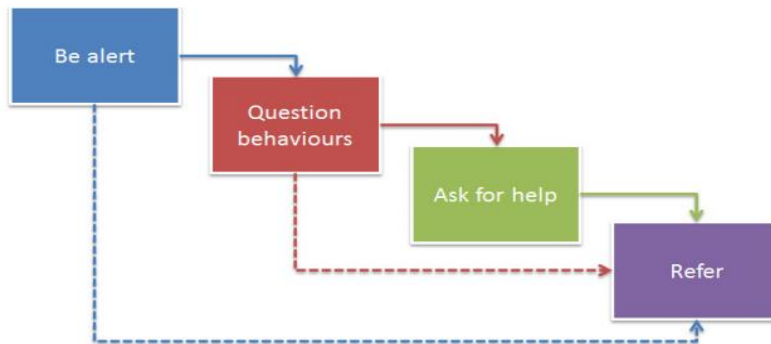 Be alert
Question
behaviours
Ask for help
Refer